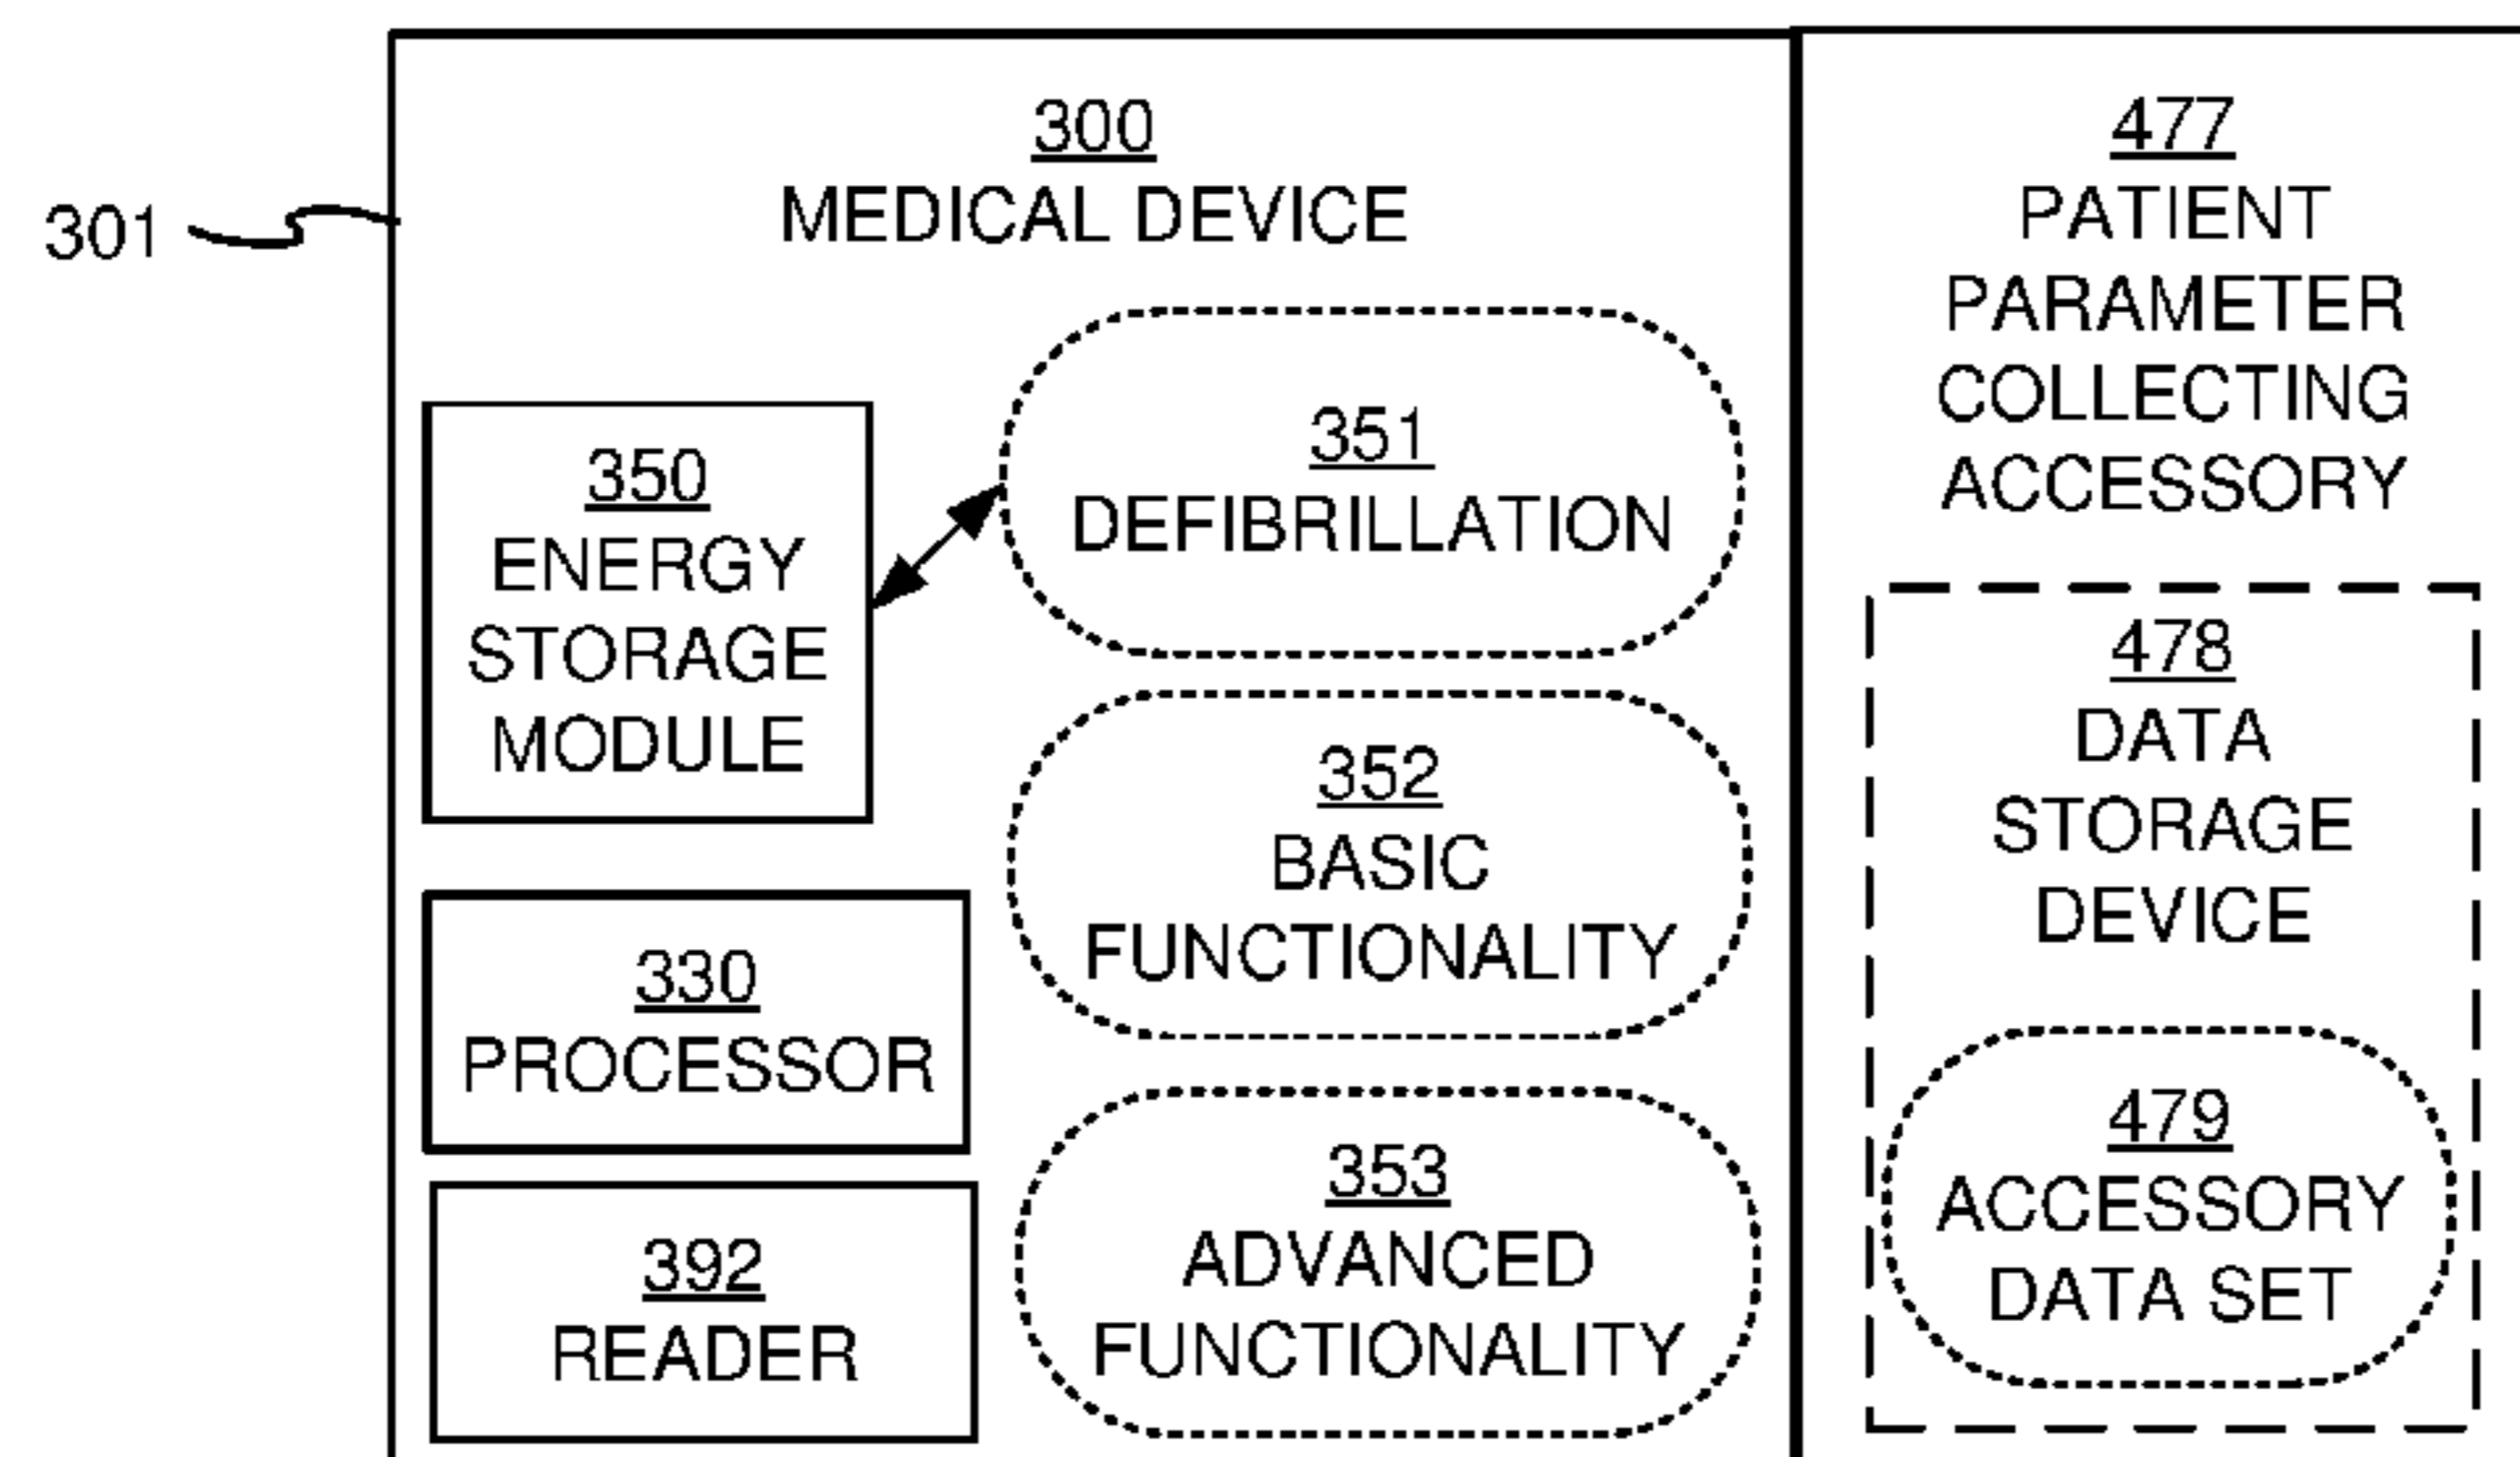 300
MEDICAL DEVICE
301
350
ENERGY
STORAGE
MODULE
351
DEFIBRILLATION
352
BASIC
FUNCTIONALITY
330
PROCESSOR
392
READER
353
ADVANCED
FUNCTIONALITY
477
PATIENT
PARAMETER
COLLECTING
ACCESSORY
478
DATA
STORAGE
DEVICE
479
ACCESSORY
DATA SET